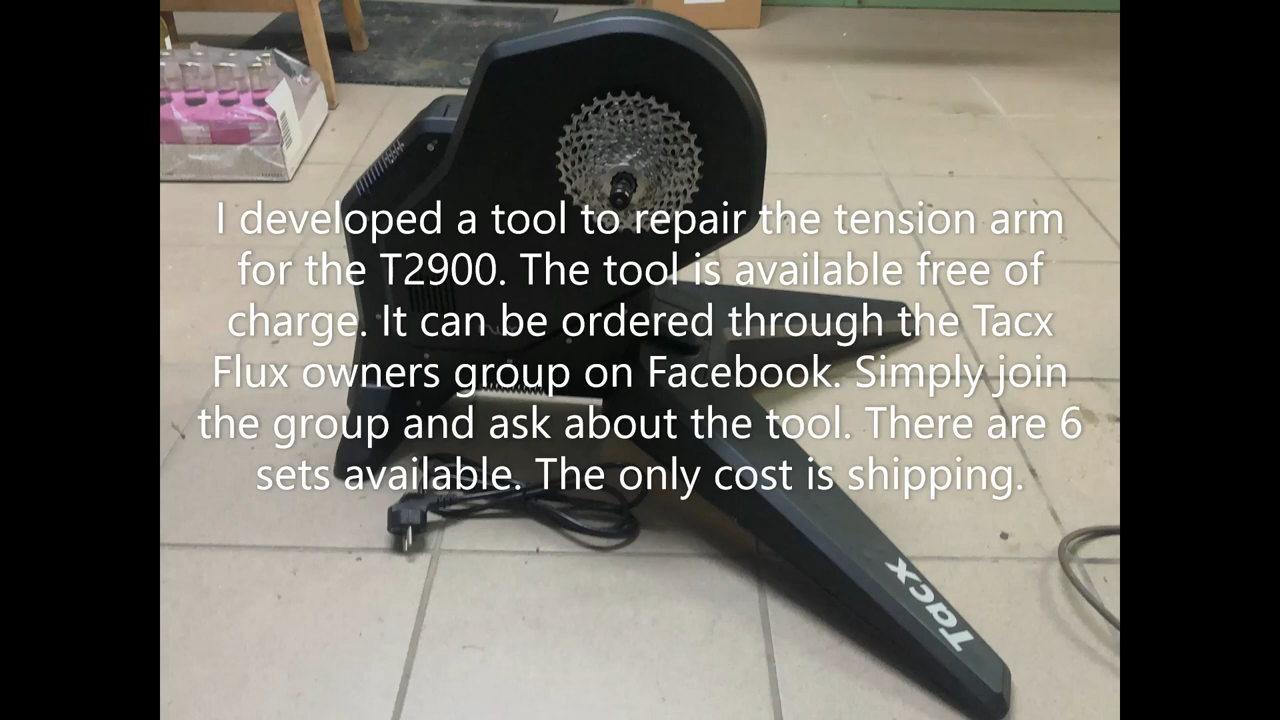 I developed a tool to repair the tension arm
for the T2900. The tool is available free of
charge. It can be ordered through the Tacx
Flux owners group on Facebook. Simply join
the group and ask about the tool. There are 6
sets available. The only cost is shipping.
Tacx